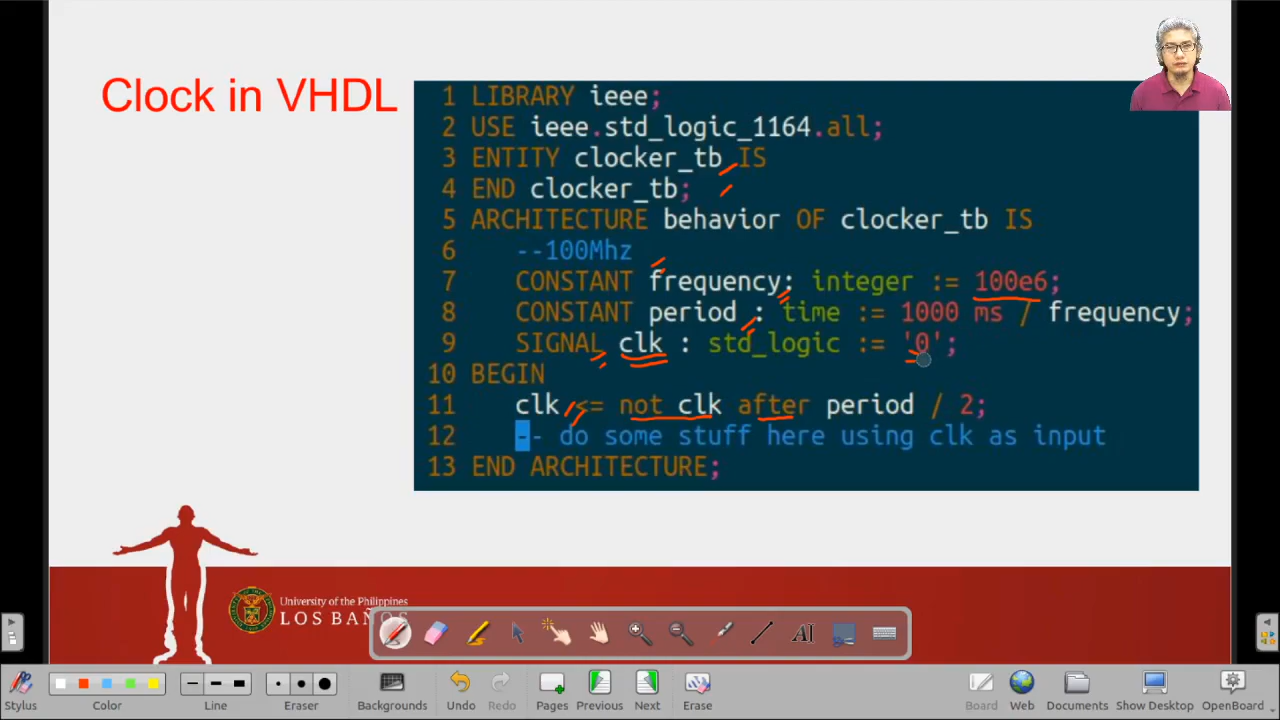 Clock in VHDL
1 LIBRARY ieee;
2 USE ieee.std_logic_1164.all;
3 ENTITY clocker_tb IS
4 END clocker_tb;
5 ARCHITECTURE behavior OF clocker_tb IS
6 --100Mhz
7 CONSTANT frequency: integer := 100e6;
8 CONSTANT period : time := 1000 ms / frequency;
9 SIGNAL clk : std_logic := '0';
10 BEGIN
11 clk <= not clk after period / 2;
12 -- do some stuff here using clk as input
13 END ARCHITECTURE;
University of the Philippines
LOS BAÑOS
Stylus
Color
Line
Eraser
Backgrounds
Undo
Redo
Pages
Previous
Next
Erase
Board
Web
Documents
Show Desktop
OpenBoard